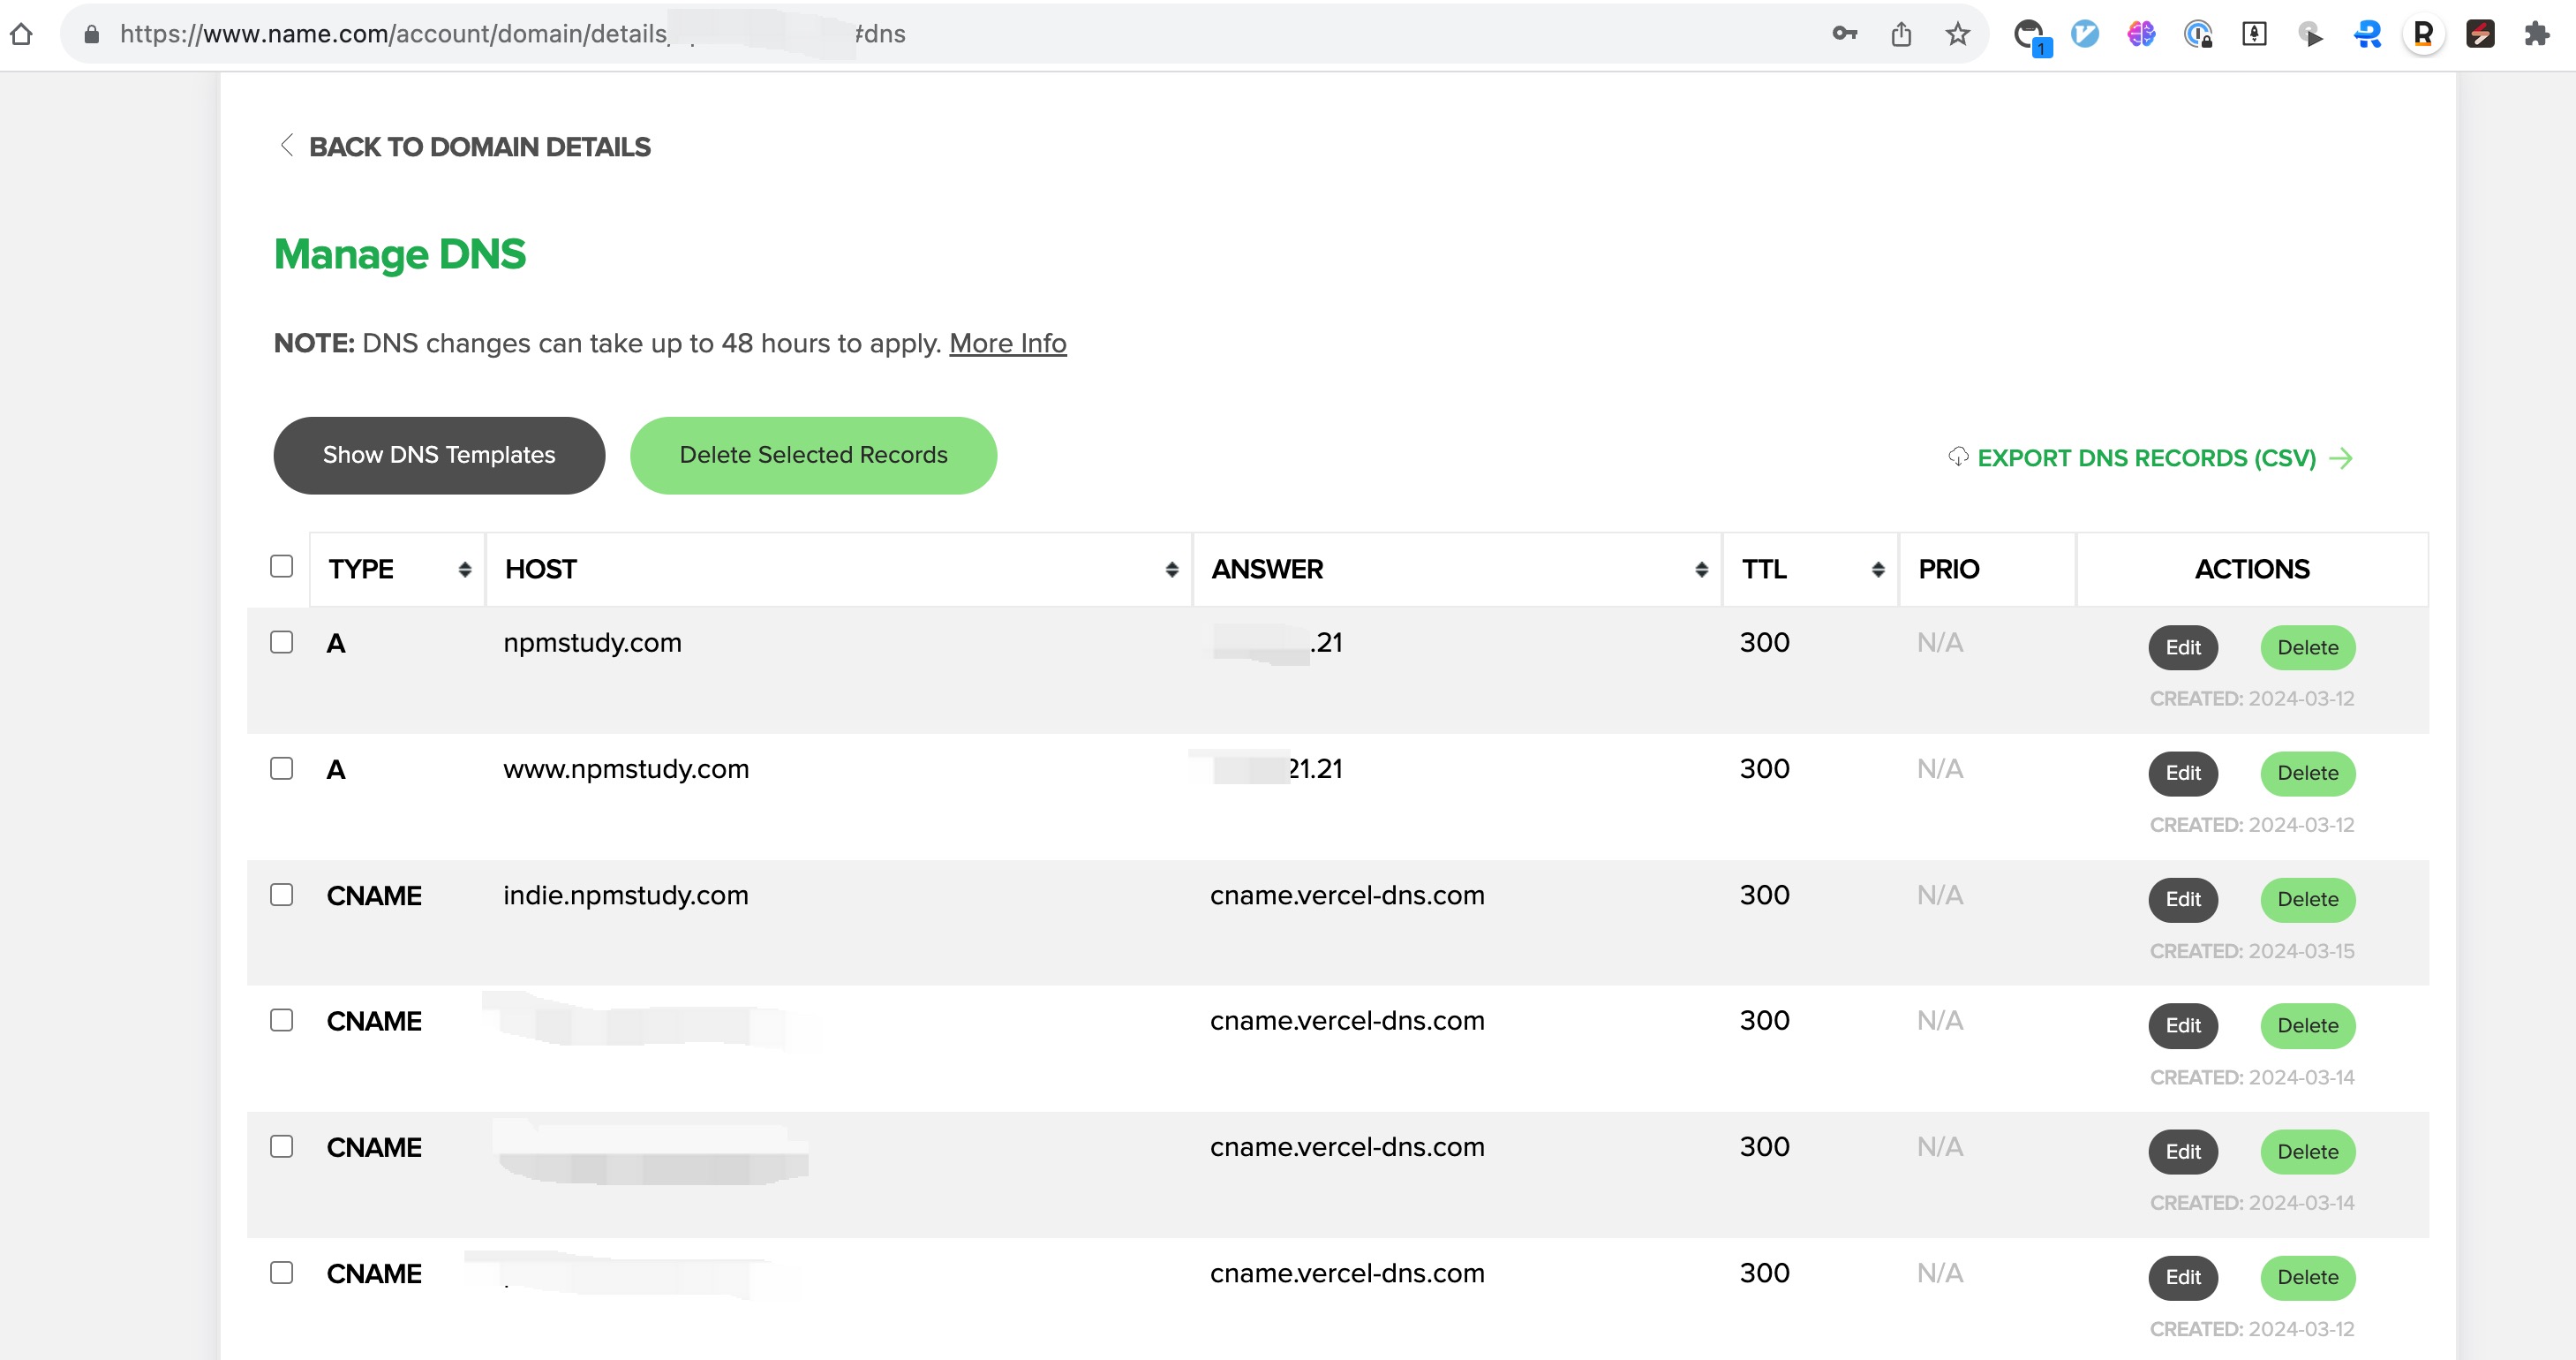 https://www.name.com/account/domain/details/ #dns
1
BACK TO DOMAIN DETAILS
Manage DNS
NOTE: DNS changes can take up to 48 hours to apply. More Info
Show DNS Templates Delete Selected Records EXPORT DNS RECORDS (CSV)
TYPE HOST ANSWER TTL PRIO ACTIONS
A npmstudy.com .21 300 N/A Edit Delete
CREATED: 2024-03-12
A www.npmstudy.com 21.21 300 N/A Edit Delete
CREATED: 2024-03-12
CNAME indie.npmstudy.com cname.vercel-dns.com 300 N/A Edit Delete
CREATED: 2024-03-15
CNAME cname.vercel-dns.com 300 N/A Edit Delete
CREATED: 2024-03-14
CNAME cname.vercel-dns.com 300 N/A Edit Delete
CREATED: 2024-03-14
CNAME cname.vercel-dns.com 300 N/A Edit Delete
CREATED: 2024-03-12